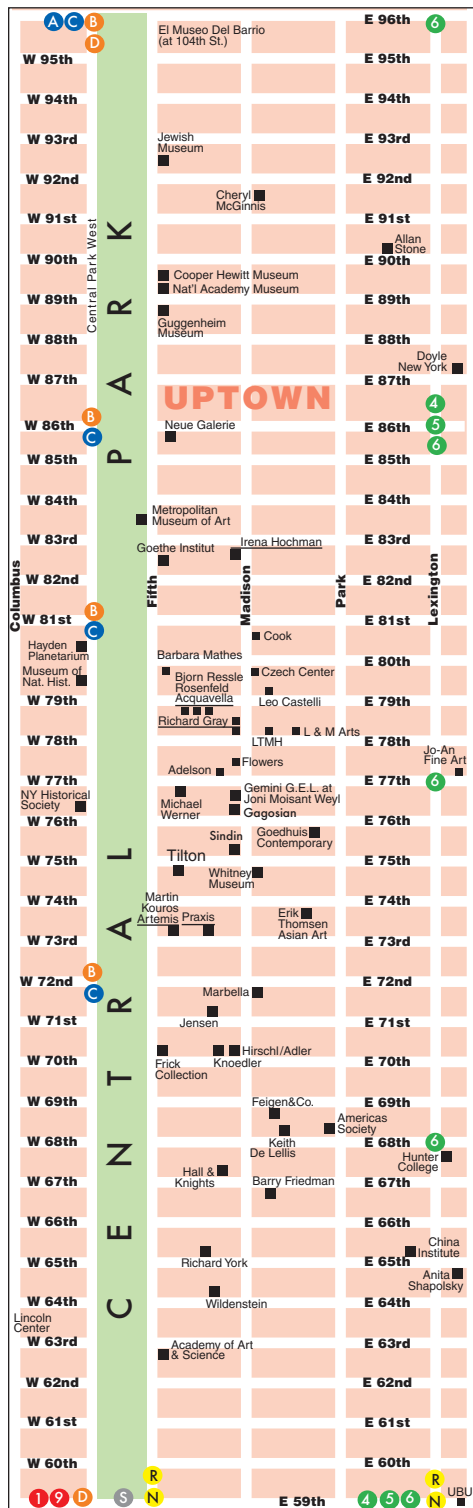 A C B
D
El Museo Del Barrio
(at 104th St.)
E 96th
6
W 95th
E 95th
W 94th
E 94th
W 93rd
E 93rd
Jewish
Museum
W 92nd
E 92nd
Cheryl
McGinnis
W 91st
E 91st
Allan
Stone
W 90th
E 90th
Central Park West
Cooper Hewitt Museum
Nat'l Academy Museum
W 89th
E 89th
Guggenheim
Museum
W 88th
E 88th
Doyle
New York
W 87th
E 87th
UPTOWN
4
B
W 86th
C
Neue Galerie
E 86th
5
6
W 85th
E 85th
W 84th
E 84th
Metropolitan
Museum of Art
W 83rd
E 83rd
Goethe Institut
Irena Hochman
W 82nd
E 82nd
Columbus
Fifth
Madison
Park
Lexington
B
W 81st
C
E 81st
Cook
Hayden
Planetarium
Barbara Mathes
E 80th
Museum of
Nat. Hist.
Bjorn Ressle
Rosenfeld
Acquavella
Czech Center
Leo Castelli
W 79th
E 79th
Richard Gray
LTMH
L & M Arts
W 78th
E 78th
Jo-An
Fine Art
Flowers
Adelson
W 77th
E 77th
6
NY Historical
Society
Michael
Werner
Gemini G.E.L. at
Joni Moisant Weyl
Gagosian
W 76th
E 76th
Sindin
Goedhuis
Contemporary
W 75th
E 75th
Tilton
Whitney
Museum
W 74th
E 74th
Martin
Kouros
Artemis
Praxis
Erik
Thomsen
Asian Art
W 73rd
E 73rd
B
W 72nd
C
E 72nd
Marbella
W 71st
E 71st
Jensen
W 70th
E 70th
Frick
Collection
Knoedler
Hirschl/Adler
W 69th
E 69th
Feigen&Co.
Keith
De Lellis
Americas
Society
W 68th
E 68th
6
Hunter
College
Hall &
Knights
W 67th
E 67th
Barry Friedman
W 66th
E 66th
China
Institute
W 65th
E 65th
Richard York
Anita
Shapolsky
W 64th
E 64th
Wildenstein
Lincoln
Center
W 63rd
E 63rd
Academy of Art
& Science
W 62nd
E 62nd
W 61st
E 61st
W 60th
E 60th
CENTRAL PARK
R
N
R
N
1 9 D
S
E 59th
4 5 6
UBU